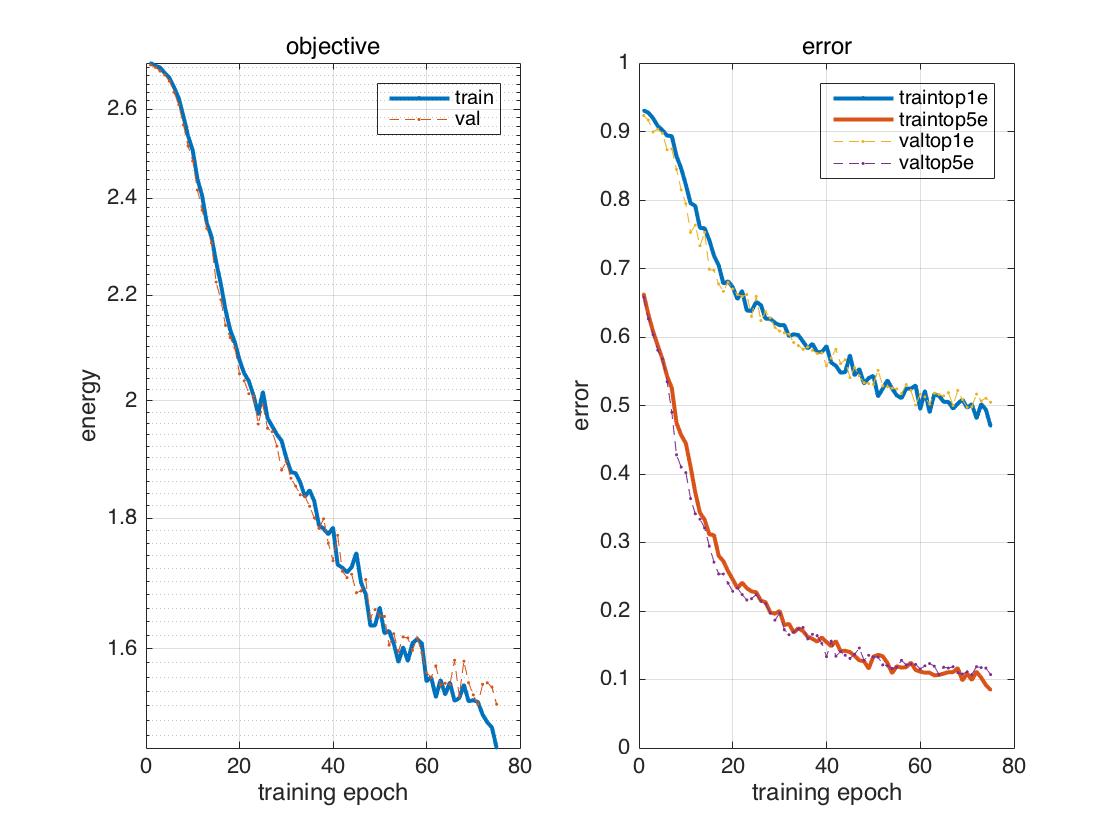 objective
energy
2.6
2.4
2.2
2
1.8
1.6
0 20 40 60 80
training epoch
train
val
error
error
1
0.9
0.8
0.7
0.6
0.5
0.4
0.3
0.2
0.1
0
0 20 40 60 80
training epoch
traintop1e
traintop5e
valtop1e
valtop5e